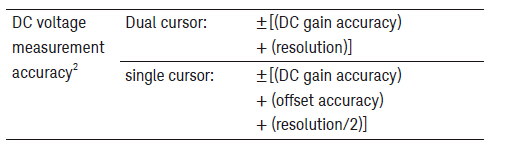 DC voltage Dual cursor: ±[(DC gain accuracy)
measurement + (resolution)]
accuracy² single cursor: ±[(DC gain accuracy)
+ (offset accuracy)
+ (resolution/2)]